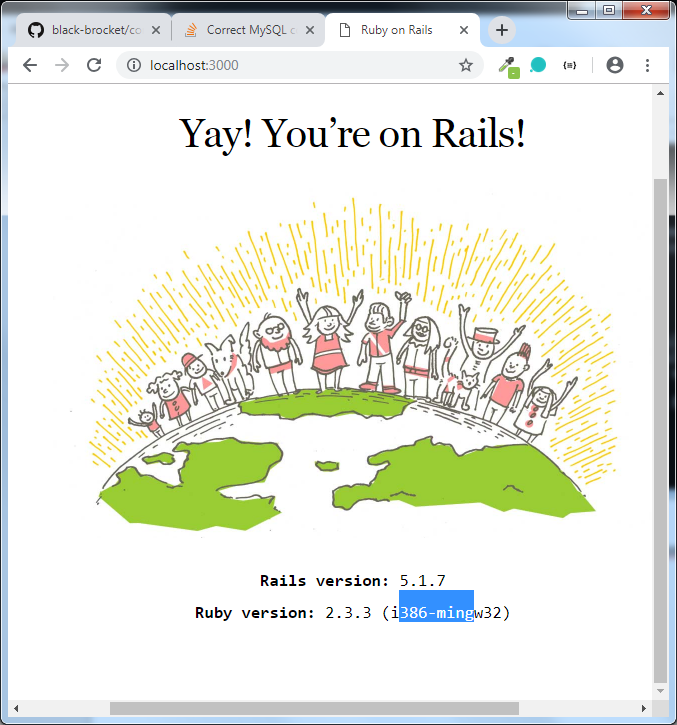 black-brocket/co
Correct MySQL c
Ruby on Rails
localhost:3000
Yay! You’re on Rails!
Rails version: 5.1.7
Ruby version: 2.3.3 (i386-mingw32)